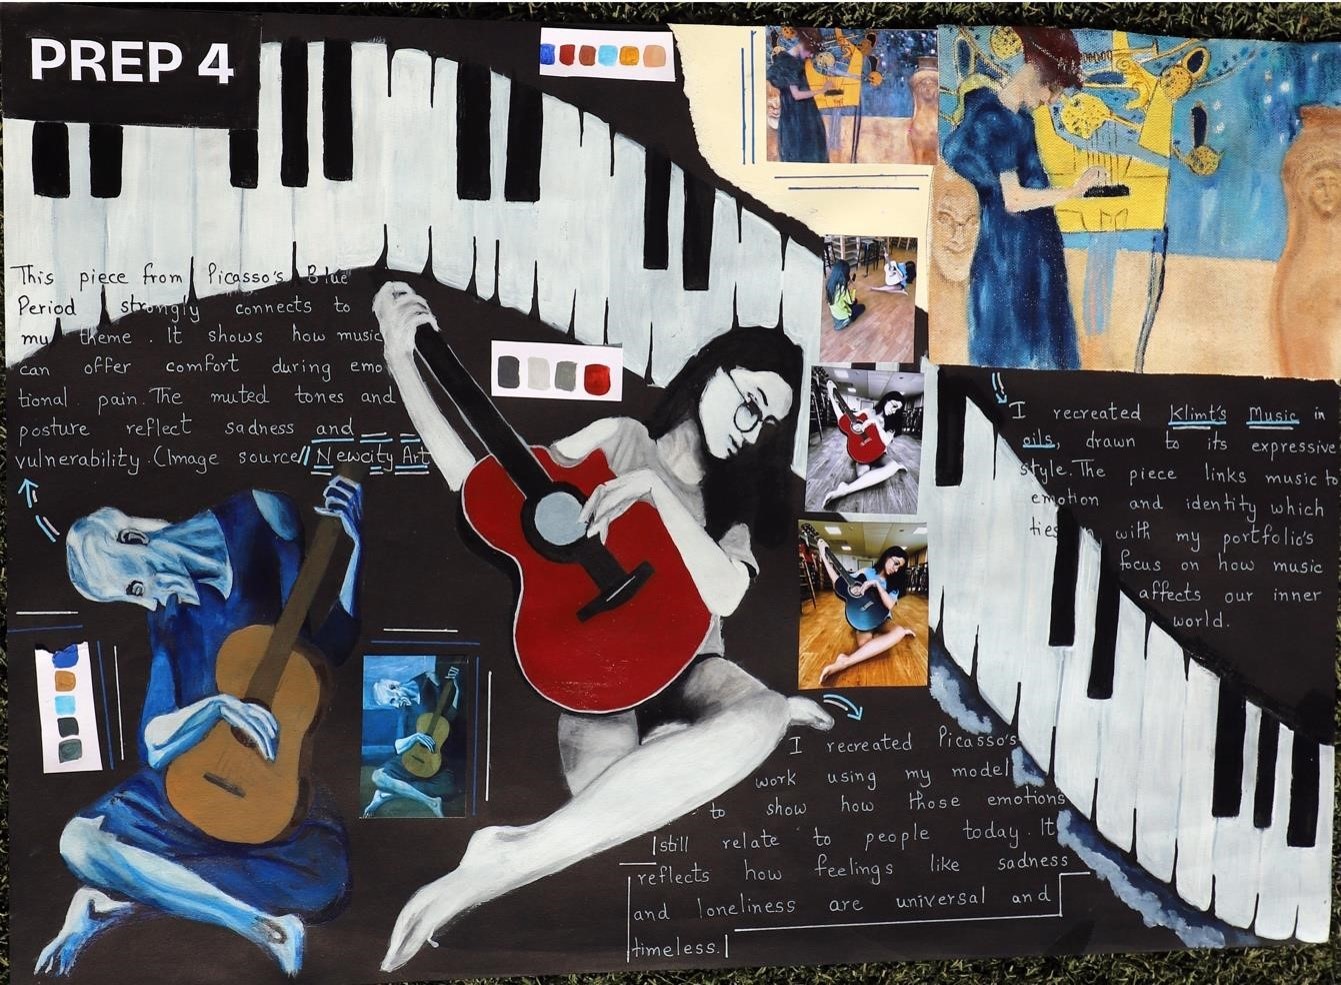 PREP 4
This piece from Picasso's Blue
Period strongly connects to
my theme. It shows how music
can offer comfort during emo
tional pain. The muted tones and
posture reflect sadness and
vulnerability. (Image source// Newcity Art
I recreated Klimt's Music in
oils, drawn to its expressive
style. The piece links music to
emotion and identity which
ties with my portfolio's
focus on how music
affects our inner
world.
I recreated Picasso's
work using my model
to show how those emotions
still relate to people today. It
reflects how feelings like sadness
and loneliness are universal and
timeless.